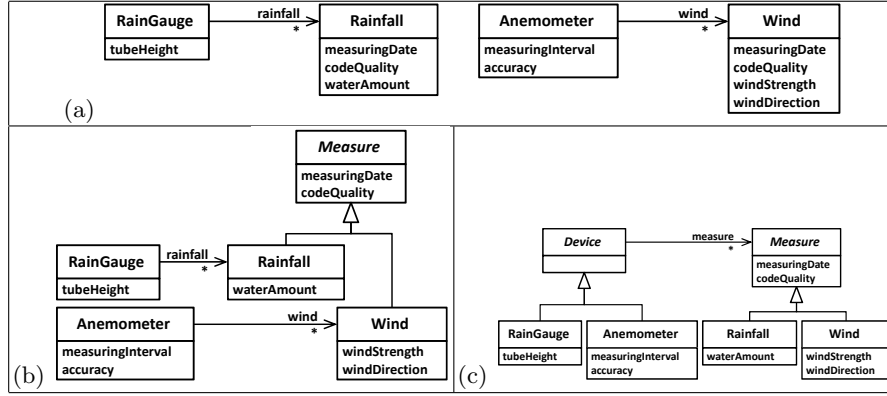 RainGauge
tubeHeight
rainfall
*
Rainfall
measuringDate
codeQuality
waterAmount
Anemometer
measuringInterval
accuracy
wind
*
Wind
measuringDate
codeQuality
windStrength
windDirection
(a)
Measure
measuringDate
codeQuality
RainGauge
tubeHeight
rainfall
*
Rainfall
waterAmount
Anemometer
measuringInterval
accuracy
wind
*
Wind
windStrength
windDirection
(b)
Device
measure
*
Measure
measuringDate
codeQuality
RainGauge
tubeHeight
Anemometer
measuringInterval
accuracy
Rainfall
waterAmount
Wind
windStrength
windDirection
(c)